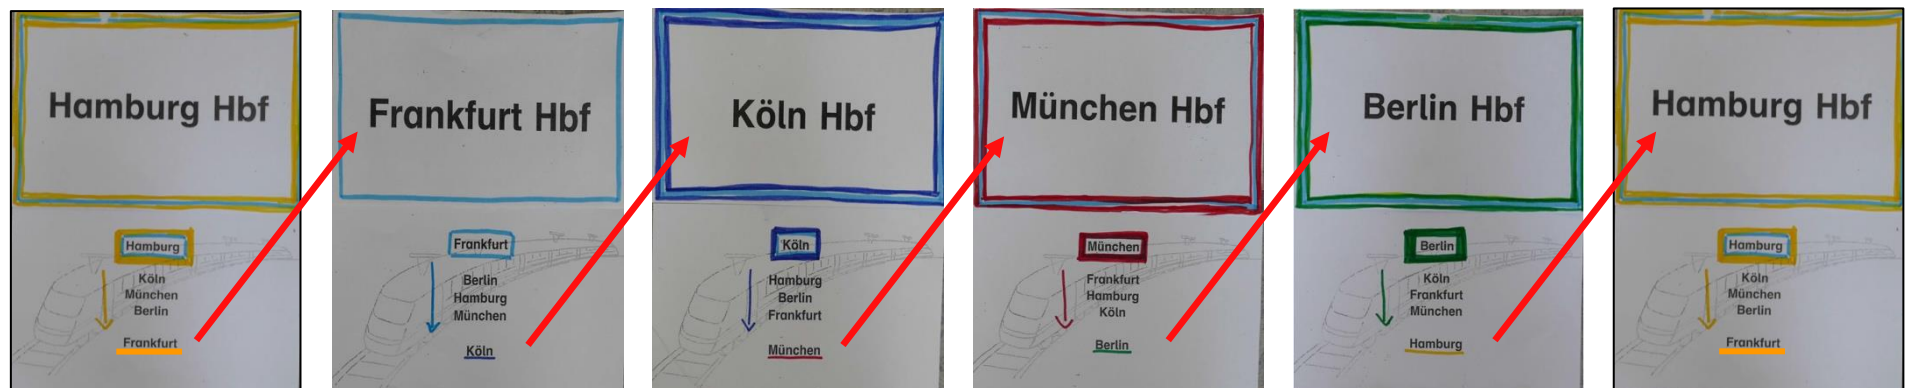 Hamburg Hbf
Hamburg
Köln
München
Berlin
Frankfurt
Frankfurt Hbf
Frankfurt
Berlin
Hamburg
München
Köln
Köln Hbf
Köln
Hamburg
Berlin
Frankfurt
München
München Hbf
München
Frankfurt
Hamburg
Köln
Berlin
Berlin Hbf
Berlin
Köln
Frankfurt
München
Hamburg
Hamburg Hbf
Hamburg
Köln
München
Berlin
Frankfurt